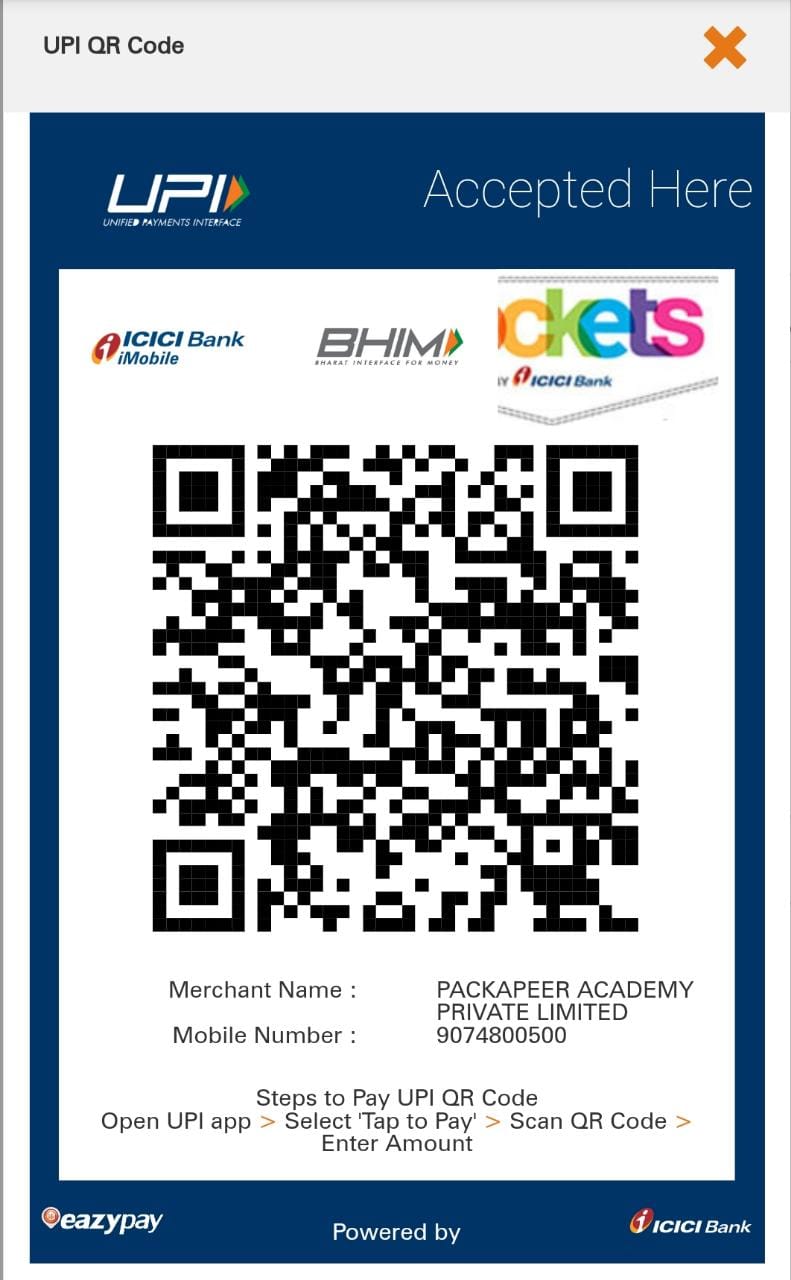 UPI QR Code
UPI
UNIFIED PAYMENTS INTERFACE
Accepted Here
ICICI Bank
iMobile
BHIM
BHARAT INTERFACE FOR MONEY
ckets
BY ICICI Bank
Merchant Name : PACKAPEER ACADEMY
PRIVATE LIMITED
Mobile Number : 9074800500
Steps to Pay UPI QR Code
Open UPI app > Select 'Tap to Pay' > Scan QR Code >
Enter Amount
eazypay
Powered by
ICICI Bank